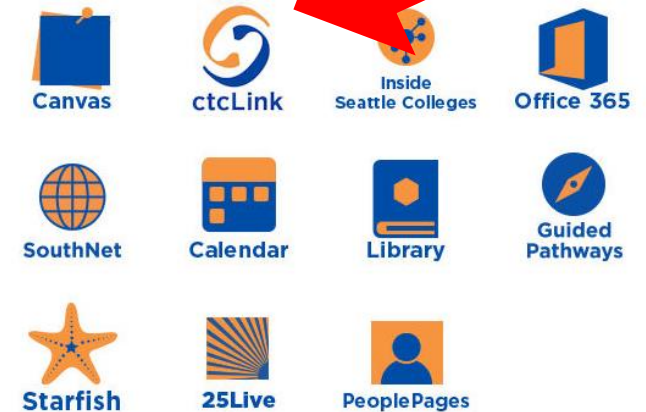 Canvas
ctcLink
Inside
Seattle Colleges
Office 365
SouthNet
Calendar
Library
Guided
Pathways
Starfish
25Live
PeoplePages